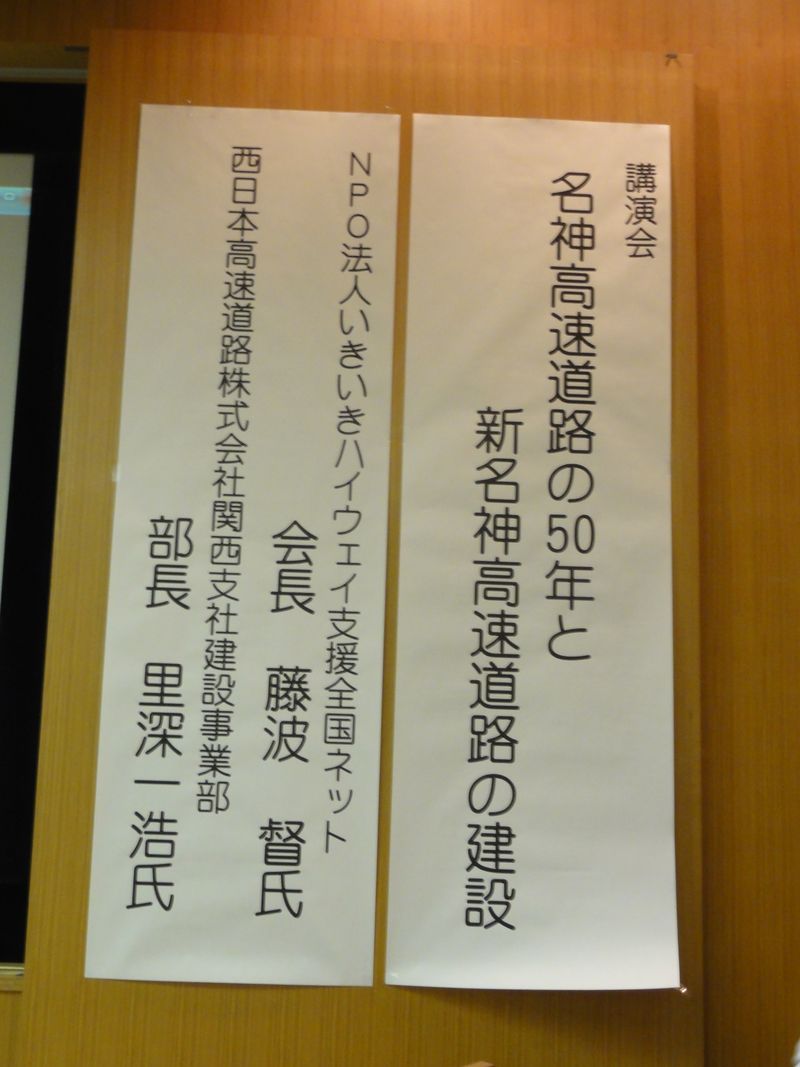 講演会
名神高速道路の50年と
新名神高速道路の建設
NPO法人いきいきハイウェイ支援全国ネット
会長 藤波 督氏
西日本高速道路株式会社関西支社建設事業部
部長 里深一浩氏